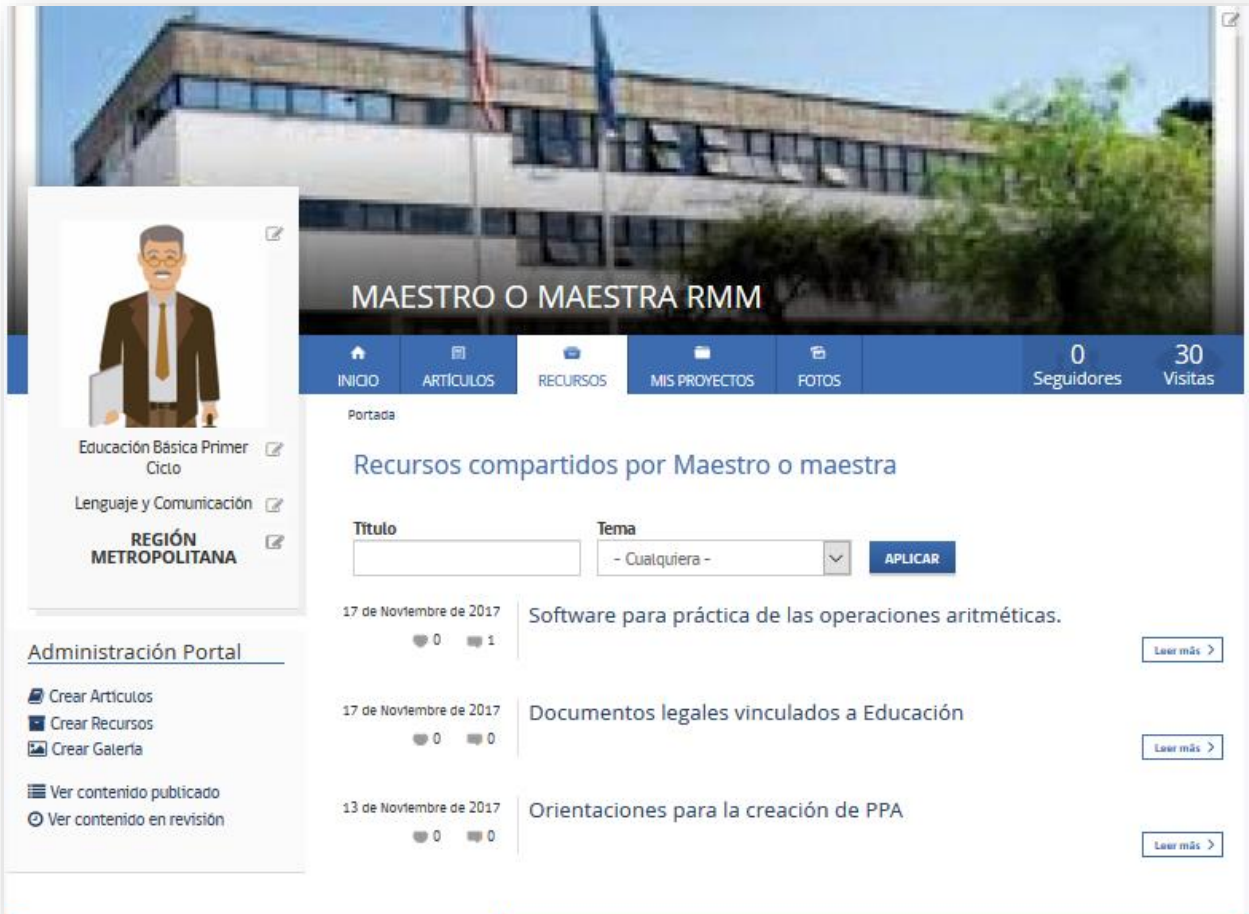 MAESTRO O MAESTRA RMM
INICIO
ARTÍCULOS
RECURSOS
MIS PROYECTOS
FOTOS
0
Seguidores
30
Visitas
Educación Básica Primer
Ciclo
Lenguaje y Comunicación
REGIÓN
METROPOLITANA
Administración Portal
Crear Artículos
Crear Recursos
Crear Galería
Ver contenido publicado
Ver contenido en revisión
Portada
Recursos compartidos por Maestro o maestra
Título
Tema
- Cualquiera -
APLICAR
17 de Noviembre de 2017
0 1
Software para práctica de las operaciones aritméticas.
Leer más
17 de Noviembre de 2017
0 0
Documentos legales vinculados a Educación
Leer más
13 de Noviembre de 2017
0 0
Orientaciones para la creación de PPA
Leer más